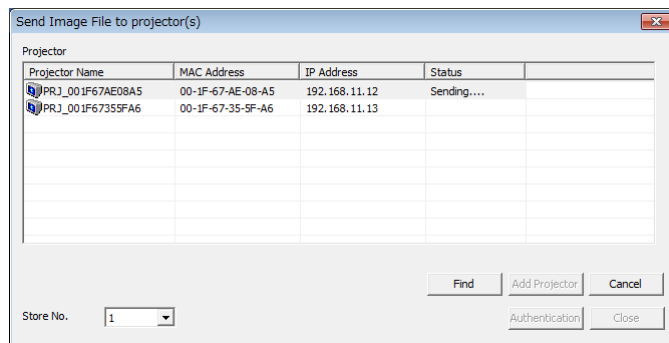 Send Image File to projector(s)
Projector
Projector Name MAC Address IP Address Status
PRJ_001F67AE08A5 00-1F-67-AE-08-A5 192.168.11.12 Sending....
PRJ_001F67355FA6 00-1F-67-35-5F-A6 192.168.11.13
Find Add Projector Cancel
Store No. 1 Authentication Close